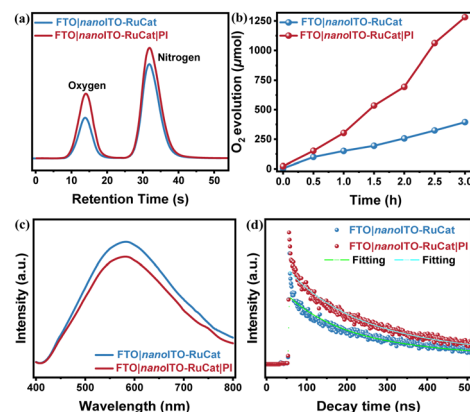 (a)
FTO|nanoITO-RuCat
FTO|nanoITO-RuCat|PI
Oxygen
Nitrogen
0 10 20 30 40 50
Retention Time (s)
(b)
FTO|nanoITO-RuCat
FTO|nanoITO-RuCat|PI
O2 evolution (μmol)
1250
1000
750
500
250
0
0.0 0.5 1.0 1.5 2.0 2.5 3.0
Time (h)
(c)
Intensity (a.u.)
FTO|nanoITO-RuCat
FTO|nanoITO-RuCat|PI
400 500 600 700 800
Wavelength (nm)
(d)
FTO|nanoITO-RuCat
FTO|nanoITO-RuCat|PI
Fitting Fitting
Intensity (a.u.)
0 100 200 300 400 500
Decay time (ns)